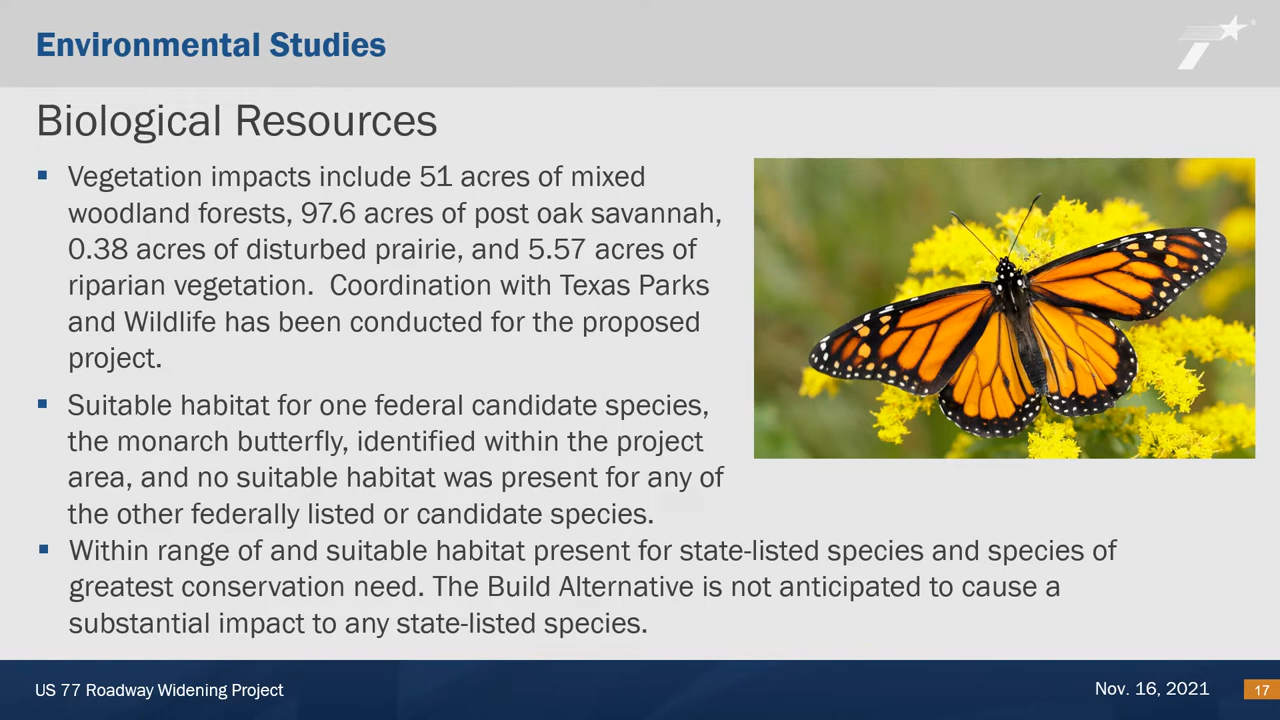 Environmental Studies
Biological Resources
▪ Vegetation impacts include 51 acres of mixed
woodland forests, 97.6 acres of post oak savannah,
0.38 acres of disturbed prairie, and 5.57 acres of
riparian vegetation.  Coordination with Texas Parks
and Wildlife has been conducted for the proposed
project.
▪ Suitable habitat for one federal candidate species,
the monarch butterfly, identified within the project
area, and no suitable habitat was present for any of
the other federally listed or candidate species.
▪ Within range of and suitable habitat present for state-listed species and species of
greatest conservation need. The Build Alternative is not anticipated to cause a
substantial impact to any state-listed species.
US 77 Roadway Widening Project
Nov. 16, 2021
17